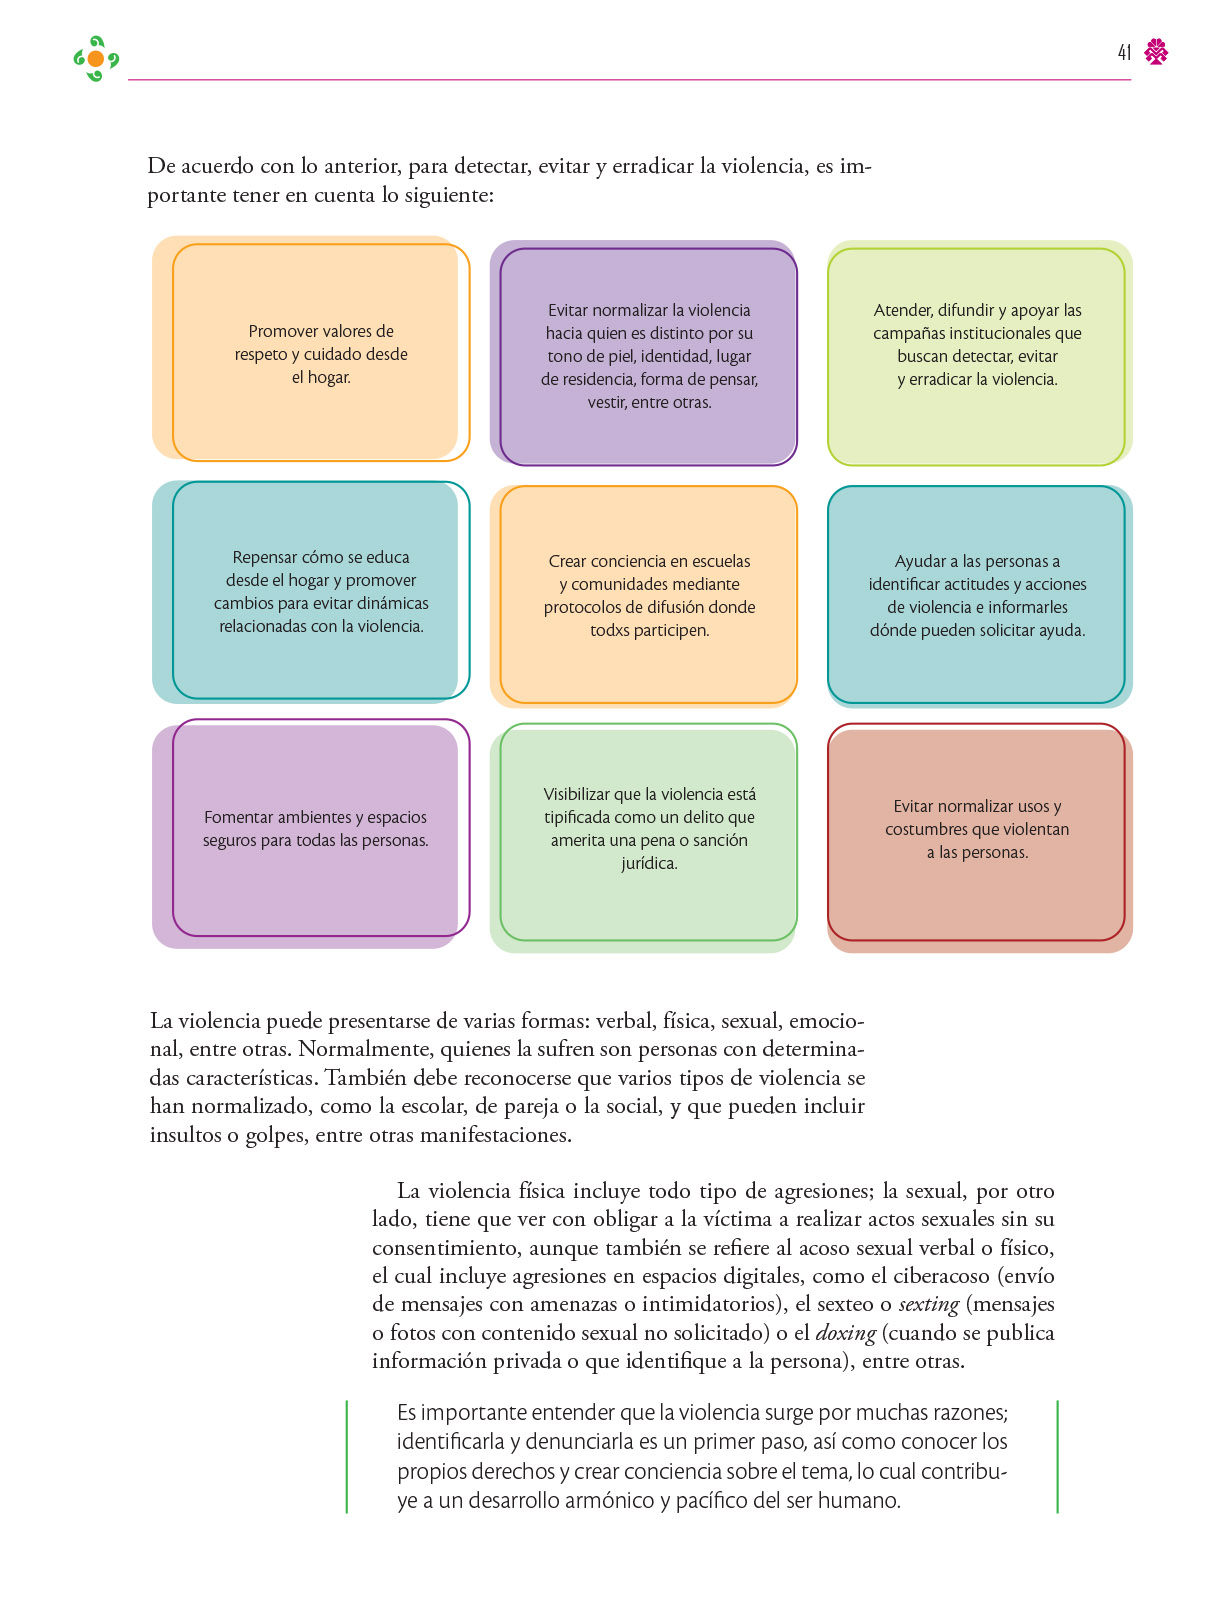 41
De acuerdo con lo anterior, para detectar, evitar y erradicar la violencia, es im-
portante tener en cuenta lo siguiente:
Promover valores de
respeto y cuidado desde
el hogar.
Evitar normalizar la violencia
hacia quien es distinto por su
tono de piel, identidad, lugar
de residencia, forma de pensar,
vestir, entre otras.
Atender, difundir y apoyar las
campañas institucionales que
buscan detectar, evitar
y erradicar la violencia.
Repensar cómo se educa
desde el hogar y promover
cambios para evitar dinámicas
relacionadas con la violencia.
Crear conciencia en escuelas
y comunidades mediante
protocolos de difusión donde
todxs participen.
Ayudar a las personas a
identificar actitudes y acciones
de violencia e informarles
dónde pueden solicitar ayuda.
Fomentar ambientes y espacios
seguros para todas las personas.
Visibilizar que la violencia está
tipificada como un delito que
amerita una pena o sanción
jurídica.
Evitar normalizar usos y
costumbres que violentan
a las personas.
La violencia puede presentarse de varias formas: verbal, física, sexual, emocio-
nal, entre otras. Normalmente, quienes la sufren son personas con determina-
das características. También debe reconocerse que varios tipos de violencia se
han normalizado, como la escolar, de pareja o la social, y que pueden incluir
insultos o golpes, entre otras manifestaciones.
La violencia física incluye todo tipo de agresiones; la sexual, por otro
lado, tiene que ver con obligar a la víctima a realizar actos sexuales sin su
consentimiento, aunque también se refiere al acoso sexual verbal o físico,
el cual incluye agresiones en espacios digitales, como el ciberacoso (envío
de mensajes con amenazas o intimidatorios), el sexteo o sexting (mensajes
o fotos con contenido sexual no solicitado) o el doxing (cuando se publica
información privada o que identifique a la persona), entre otras.
Es importante entender que la violencia surge por muchas razones;
identificarla y denunciarla es un primer paso, así como conocer los
propios derechos y crear conciencia sobre el tema, lo cual contribu-
ye a un desarrollo armónico y pacífico del ser humano.